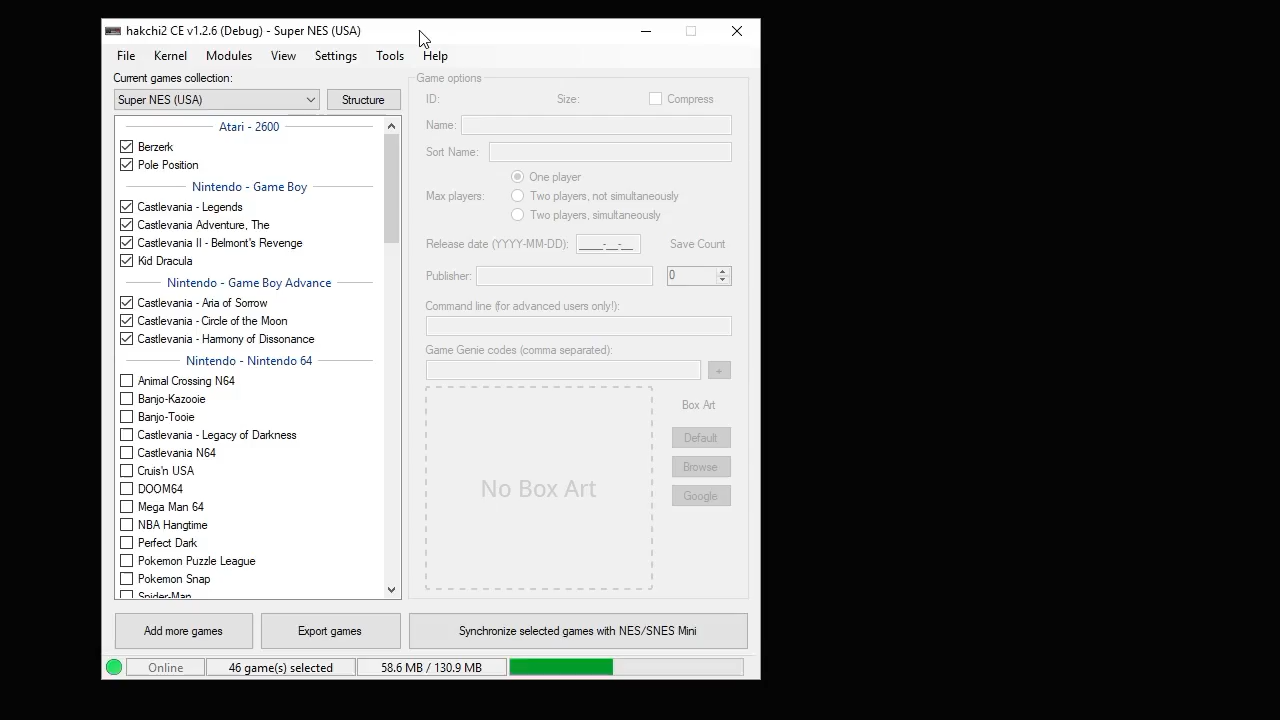 hakchi2 CE v1.2.6 (Debug) - Super NES (USA)
File Kernel Modules View Settings Tools Help
Current games collection:
Super NES (USA)
Structure
Atari - 2600
Berzerk
Pole Position
Nintendo - Game Boy
Castlevania - Legends
Castlevania Adventure, The
Castlevania II - Belmont's Revenge
Kid Dracula
Nintendo - Game Boy Advance
Castlevania - Aria of Sorrow
Castlevania - Circle of the Moon
Castlevania - Harmony of Dissonance
Nintendo - Nintendo 64
Animal Crossing N64
Banjo-Kazooie
Banjo-Tooie
Castlevania - Legacy of Darkness
Castlevania N64
Cruis'n USA
DOOM64
Mega Man 64
NBA Hangtime
Perfect Dark
Pokemon Puzzle League
Pokemon Snap
Spider-Man
Game options
ID: Size: Compress
Name:
Sort Name:
One player
Max players: Two players, not simultaneously
Two players, simultaneously
Release date (YYYY-MM-DD): ____-__-__ Save Count
Publisher: 0
Command line (for advanced users only!):
Game Genie codes (comma separated):
+
Box Art
Default
Browse
No Box Art
Google
Add more games Export games Synchronize selected games with NES/SNES Mini
Online 46 game(s) selected 58.6 MB / 130.9 MB